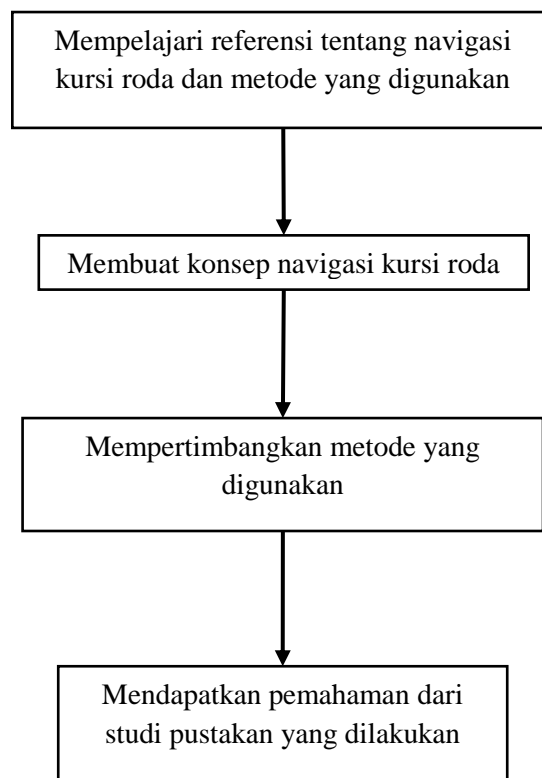 Mempelajari referensi tentang navigasi
kursi roda dan metode yang digunakan
Membuat konsep navigasi kursi roda
Mempertimbangkan metode yang
digunakan
Mendapatkan pemahaman dari
studi pustakan yang dilakukan